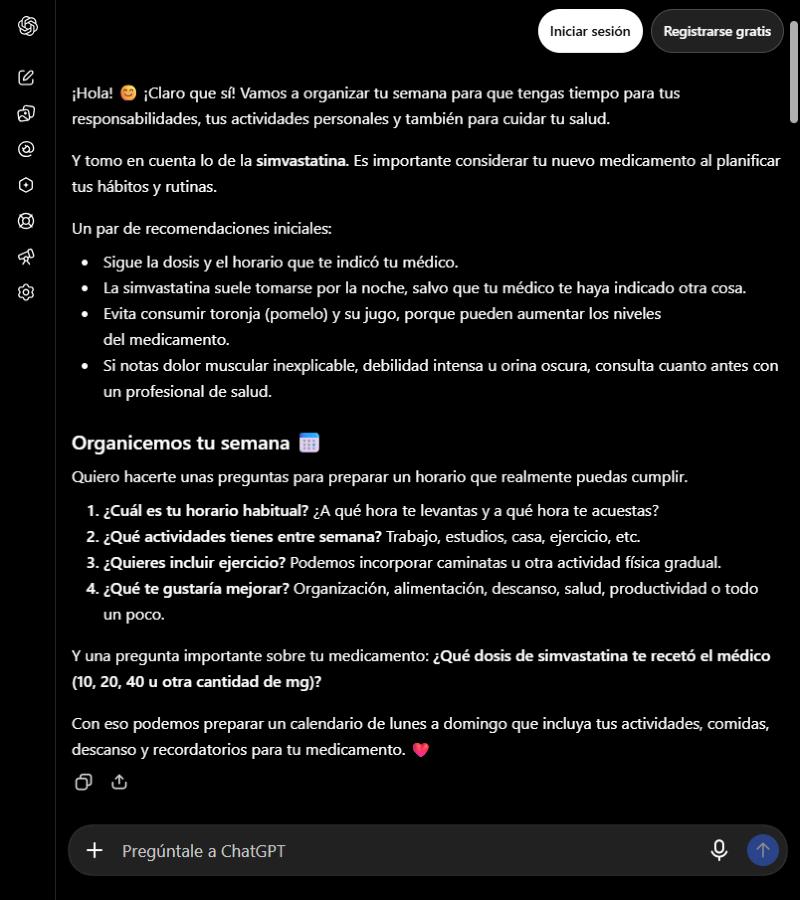 Iniciar sesión
Registrarse gratis
¡Hola! 😊 ¡Claro que sí! Vamos a organizar tu semana para que tengas tiempo para tus
responsabilidades, tus actividades personales y también para cuidar tu salud.
Y tomo en cuenta lo de la simvastatina. Es importante considerar tu nuevo medicamento al planificar
tus hábitos y rutinas.
Un par de recomendaciones iniciales:
• Sigue la dosis y el horario que te indicó tu médico.
• La simvastatina suele tomarse por la noche, salvo que tu médico te haya indicado otra cosa.
• Evita consumir toronja (pomelo) y su jugo, porque pueden aumentar los niveles
del medicamento.
• Si notas dolor muscular inexplicable, debilidad intensa u orina oscura, consulta cuanto antes con
un profesional de salud.
Organicemos tu semana 📅
Quiero hacerte unas preguntas para preparar un horario que realmente puedas cumplir.
1. ¿Cuál es tu horario habitual? ¿A qué hora te levantas y a qué hora te acuestas?
2. ¿Qué actividades tienes entre semana? Trabajo, estudios, casa, ejercicio, etc.
3. ¿Quieres incluir ejercicio? Podemos incorporar caminatas u otra actividad física gradual.
4. ¿Qué te gustaría mejorar? Organización, alimentación, descanso, salud, productividad o todo
un poco.
Y una pregunta importante sobre tu medicamento: ¿Qué dosis de simvastatina te recetó el médico
(10, 20, 40 u otra cantidad de mg)?
Con eso podemos preparar un calendario de lunes a domingo que incluya tus actividades, comidas,
descanso y recordatorios para tu medicamento. ❤️
Pregúntale a ChatGPT